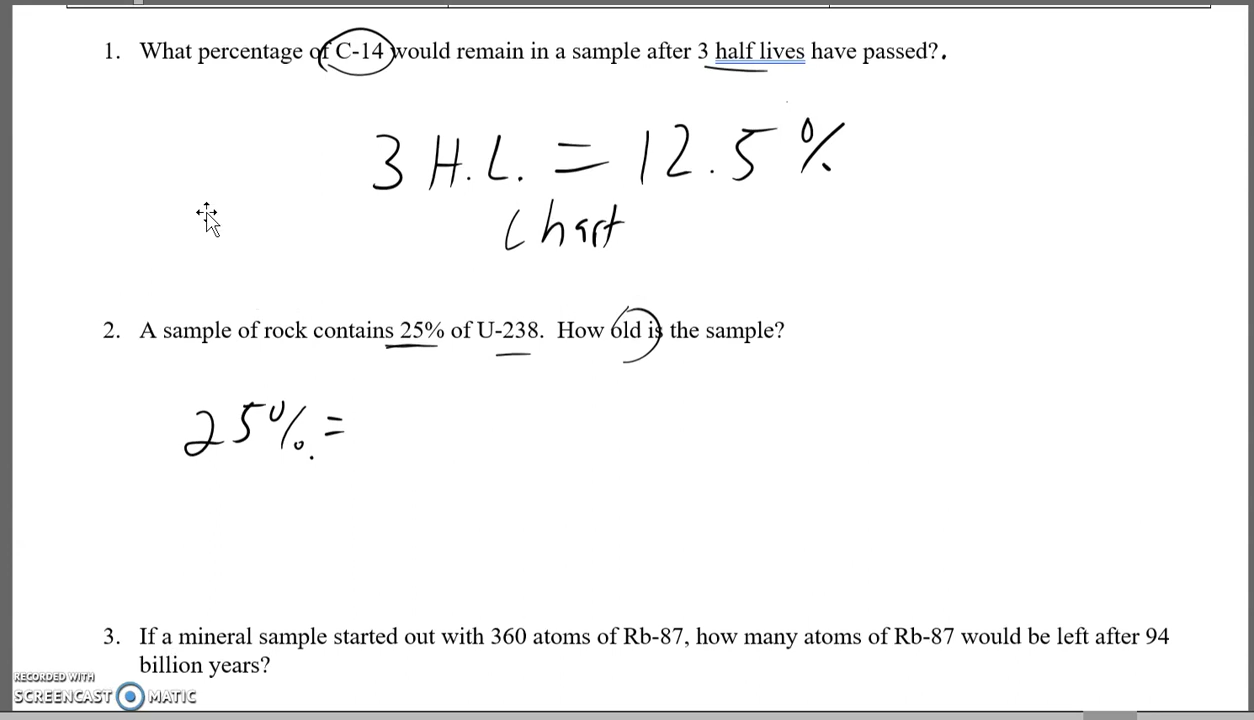 1. What percentage of C-14 would remain in a sample after 3 half lives have passed?.
3 H.L. = 12.5%
Chart
2. A sample of rock contains 25% of U-238. How old is the sample?
25% =
3. If a mineral sample started out with 360 atoms of Rb-87, how many atoms of Rb-87 would be left after 94
billion years?
RECORDED WITH
SCREENCAST MATIC